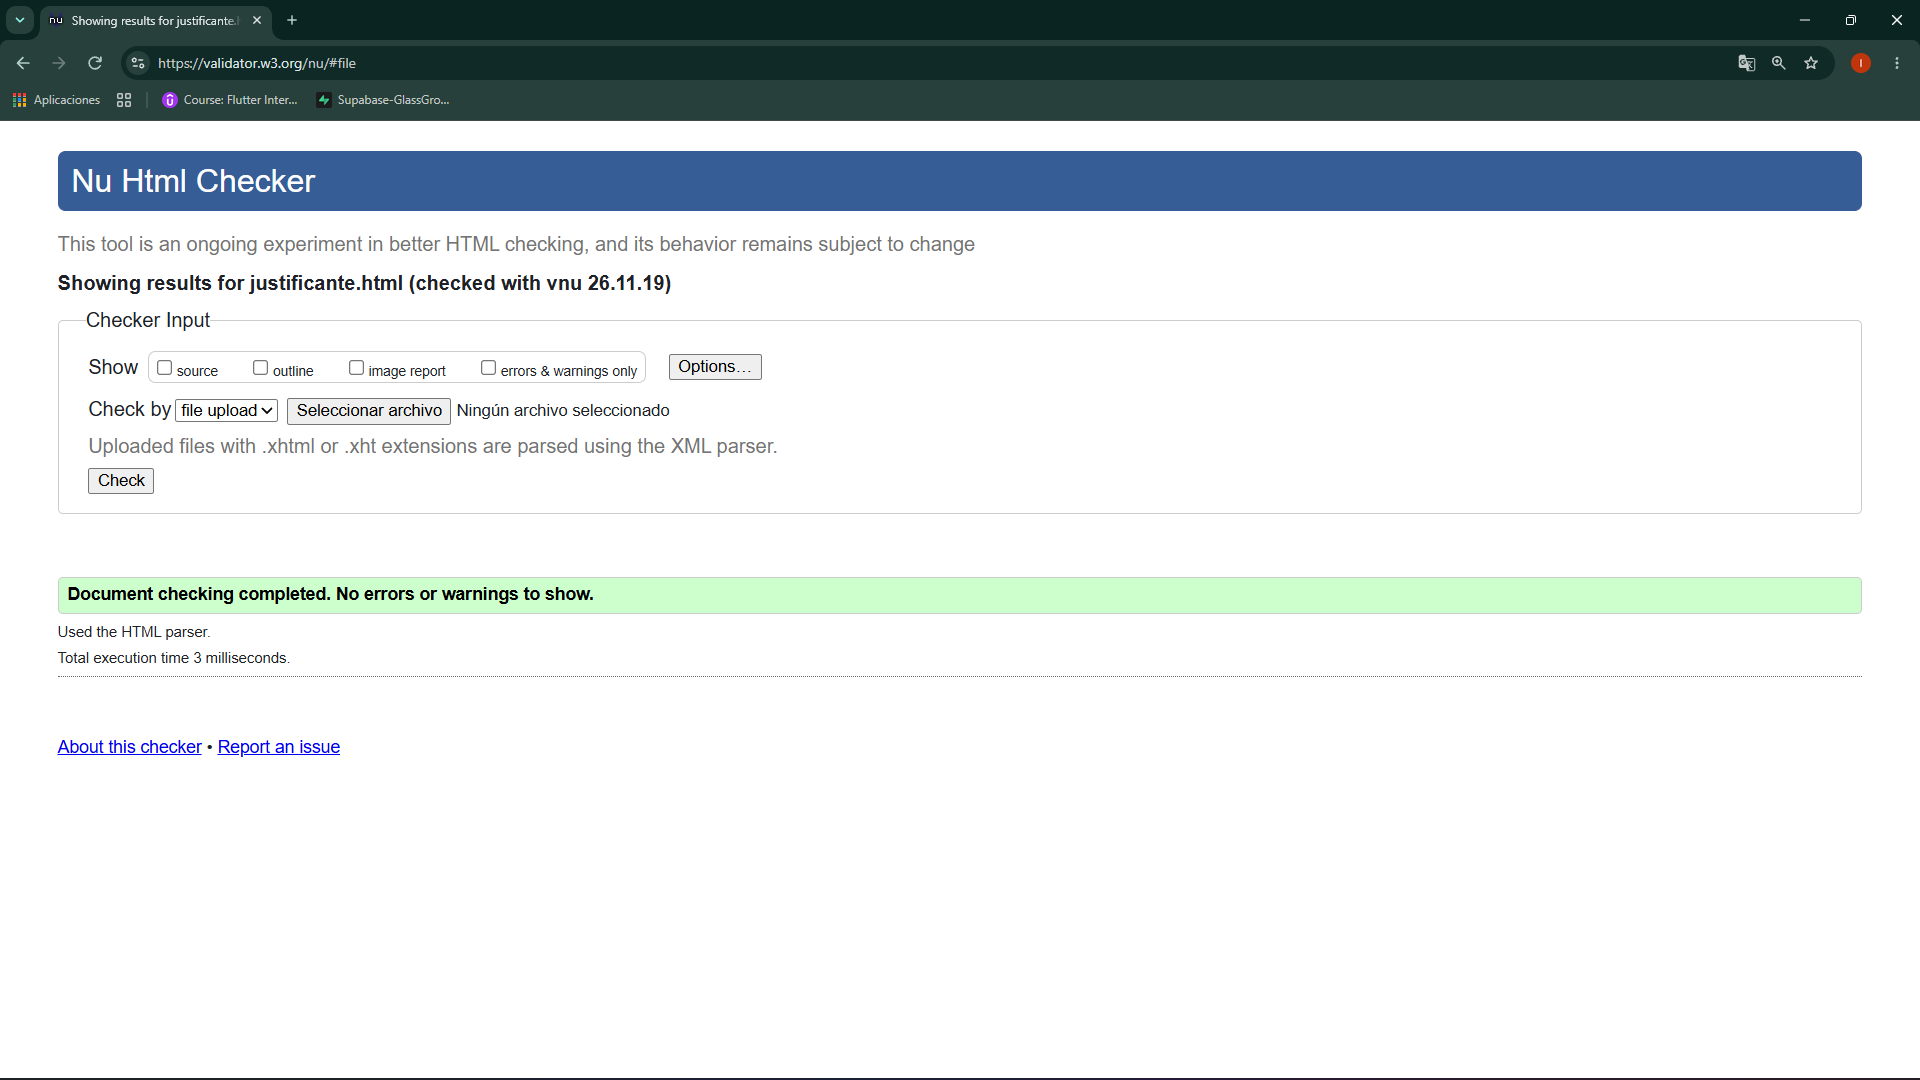 nu Showing results for justificante.h
https://validator.w3.org/nu/#file
I
Aplicaciones Course: Flutter Inter... Supabase-GlassGro...
Nu Html Checker
This tool is an ongoing experiment in better HTML checking, and its behavior remains subject to change
Showing results for justificante.html (checked with vnu 26.11.19)
Checker Input
Show source outline image report errors & warnings only Options...
Check by file upload Seleccionar archivo Ningún archivo seleccionado
Uploaded files with .xhtml or .xht extensions are parsed using the XML parser.
Check
Document checking completed. No errors or warnings to show.
Used the HTML parser.
Total execution time 3 milliseconds.
About this checker • Report an issue